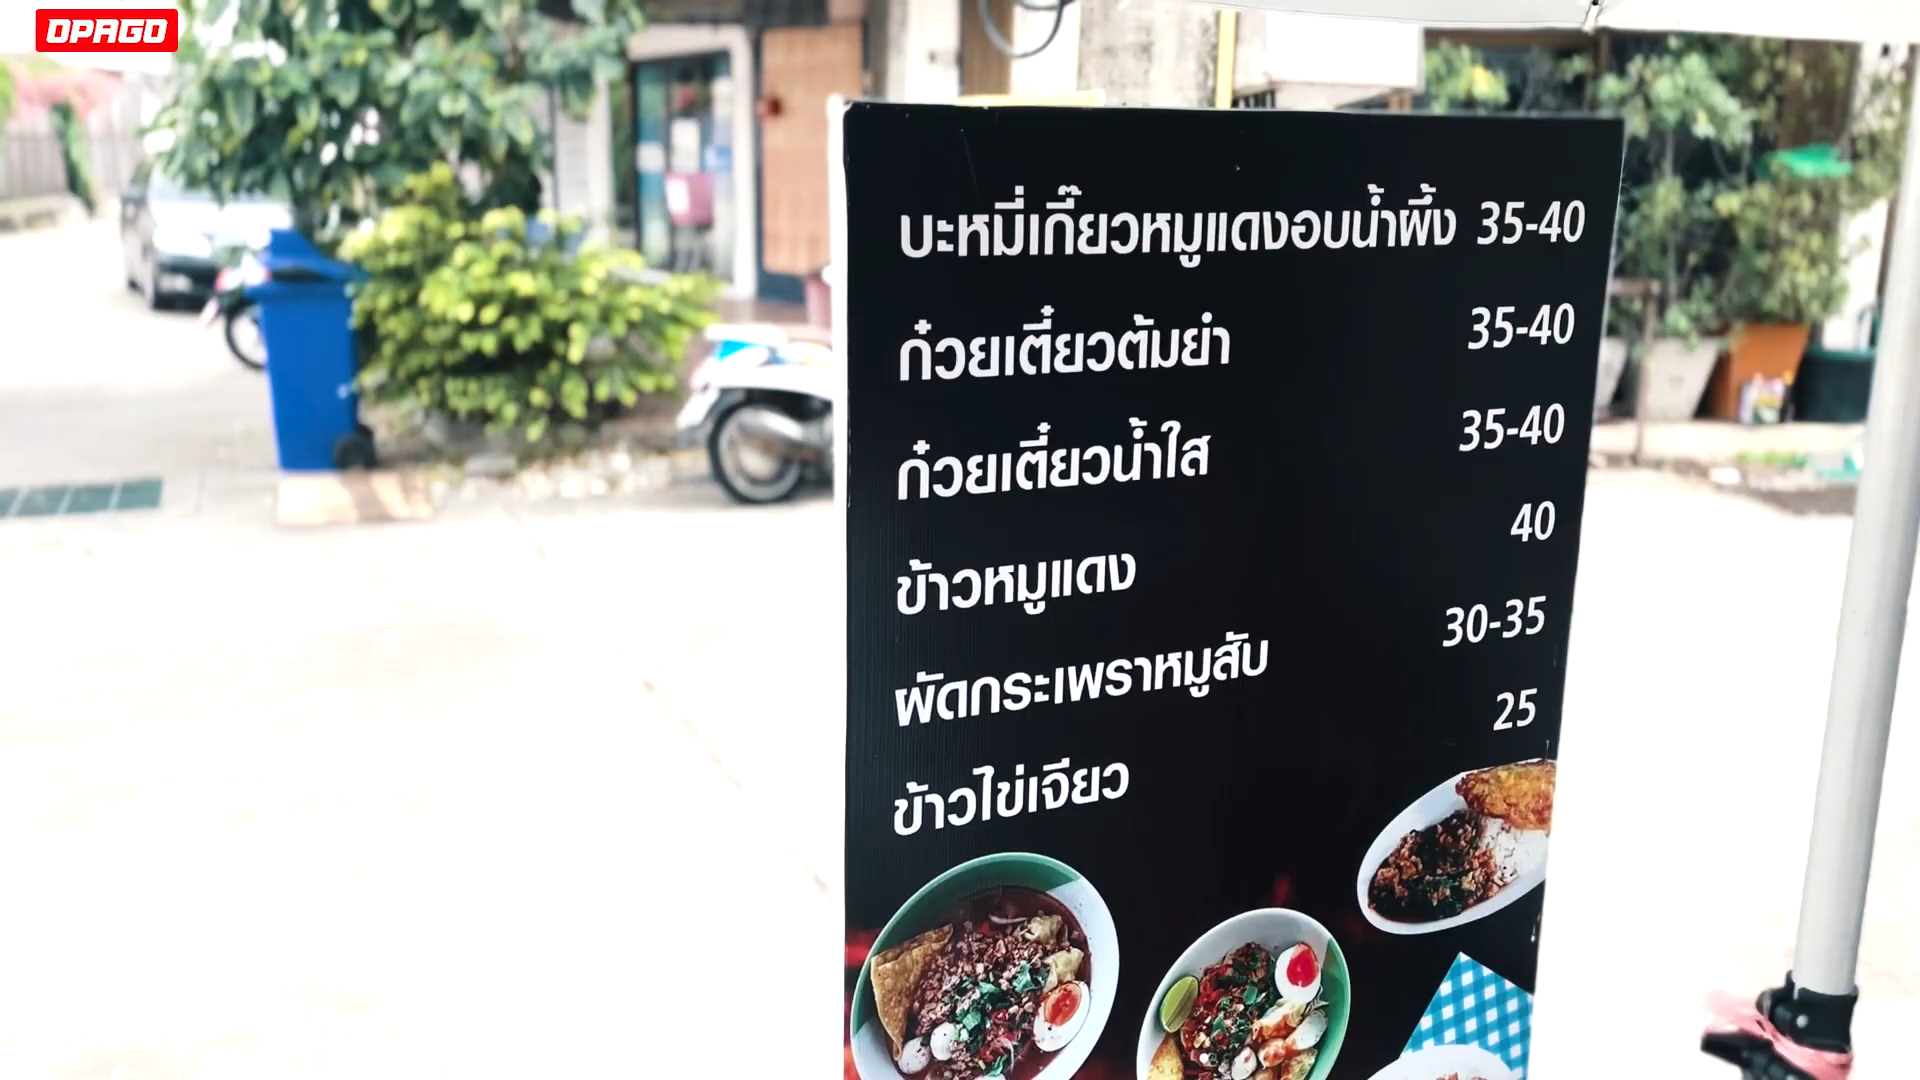 OPAGO
บะหมี่เกี๊ยวหมูแดงอบน้ำผึ้ง 35-40
ก๋วยเตี๋ยวต้มยำ 35-40
ก๋วยเตี๋ยวน้ำใส 35-40
ข้าวหมูแดง 40
ผัดกระเพราหมูสับ 30-35
ข้าวไข่เจียว 25